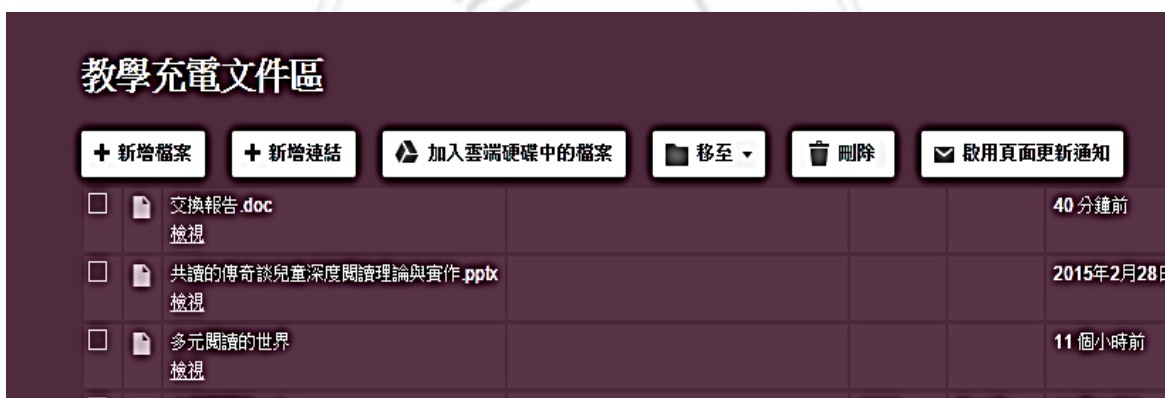 教學充電文件區
新增檔案 新增連結 加入雲端硬碟中的檔案 移至 刪除 啟用頁面更新通知
交換報告.doc 40 分鐘前
檢視
共讀的傳奇談兒童深度閱讀理論與實作.pptx 2015年2月28日
檢視
多元閱讀的世界 11 個小時前
檢視